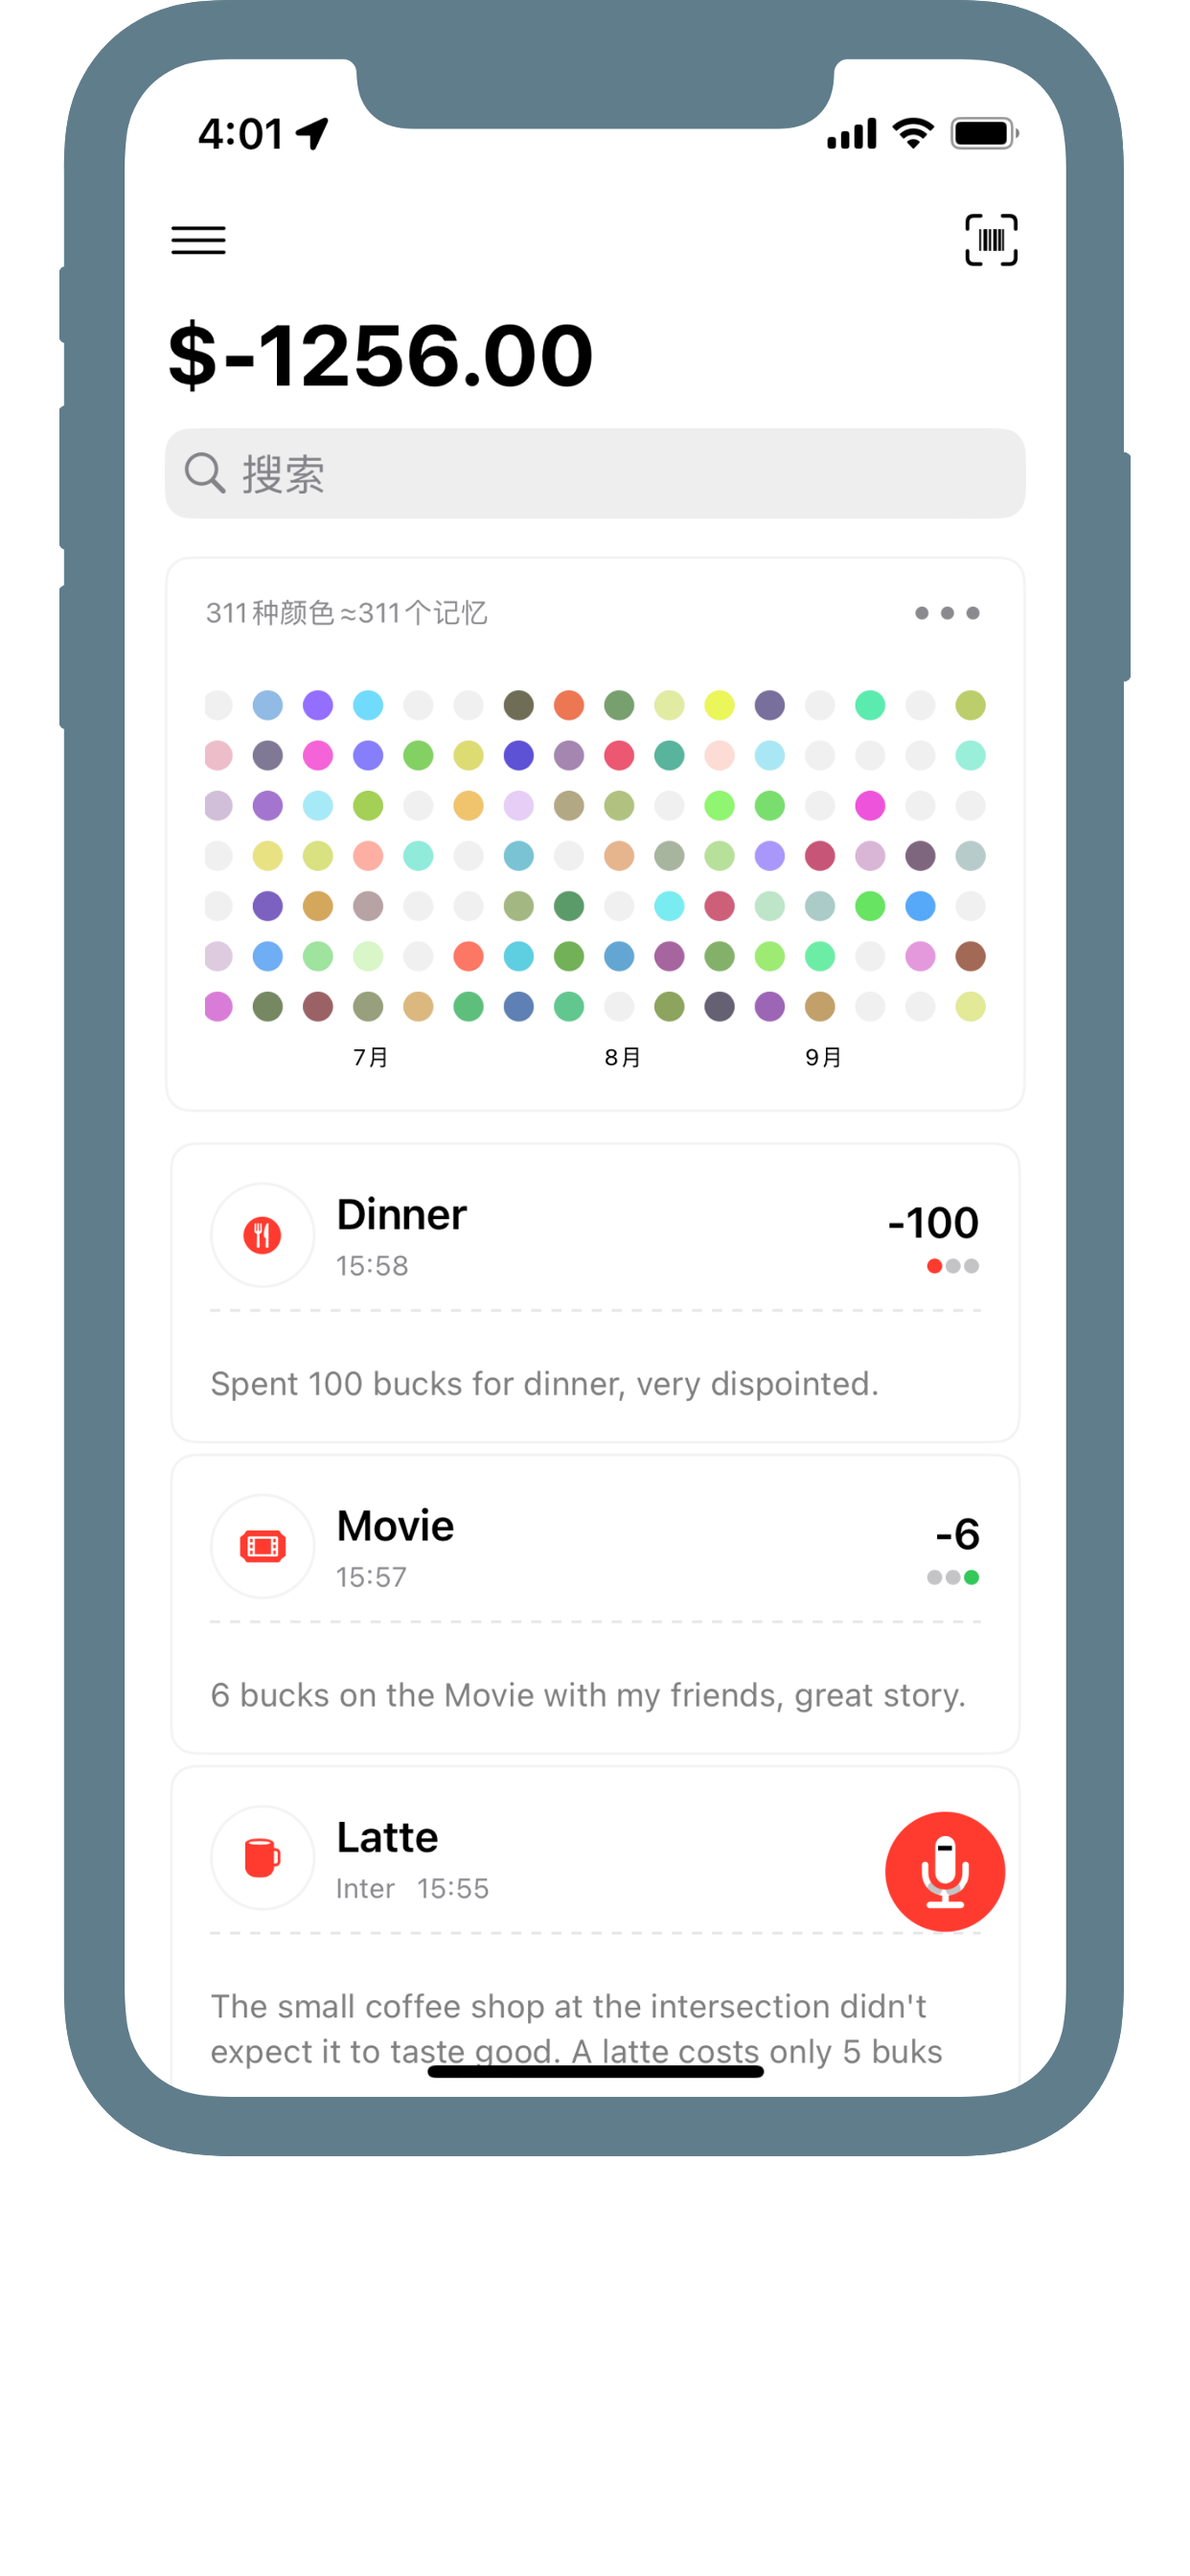 4:01
$-1256.00
搜索
311种颜色≈311个记忆
7月 8月 9月
Dinner -100
15:58
Spent 100 bucks for dinner, very dispointed.
Movie -6
15:57
6 bucks on the Movie with my friends, great story.
Latte
Inter 15:55
The small coffee shop at the intersection didn't
expect it to taste good. A latte costs only 5 buks